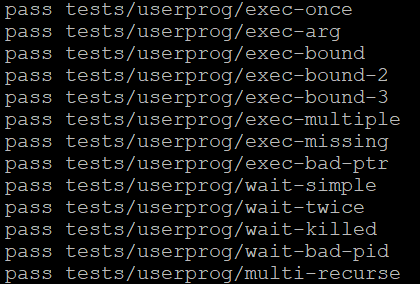 pass tests/userprog/exec-once
pass tests/userprog/exec-arg
pass tests/userprog/exec-bound
pass tests/userprog/exec-bound-2
pass tests/userprog/exec-bound-3
pass tests/userprog/exec-multiple
pass tests/userprog/exec-missing
pass tests/userprog/exec-bad-ptr
pass tests/userprog/wait-simple
pass tests/userprog/wait-twice
pass tests/userprog/wait-killed
pass tests/userprog/wait-bad-pid
pass tests/userprog/multi-recurse